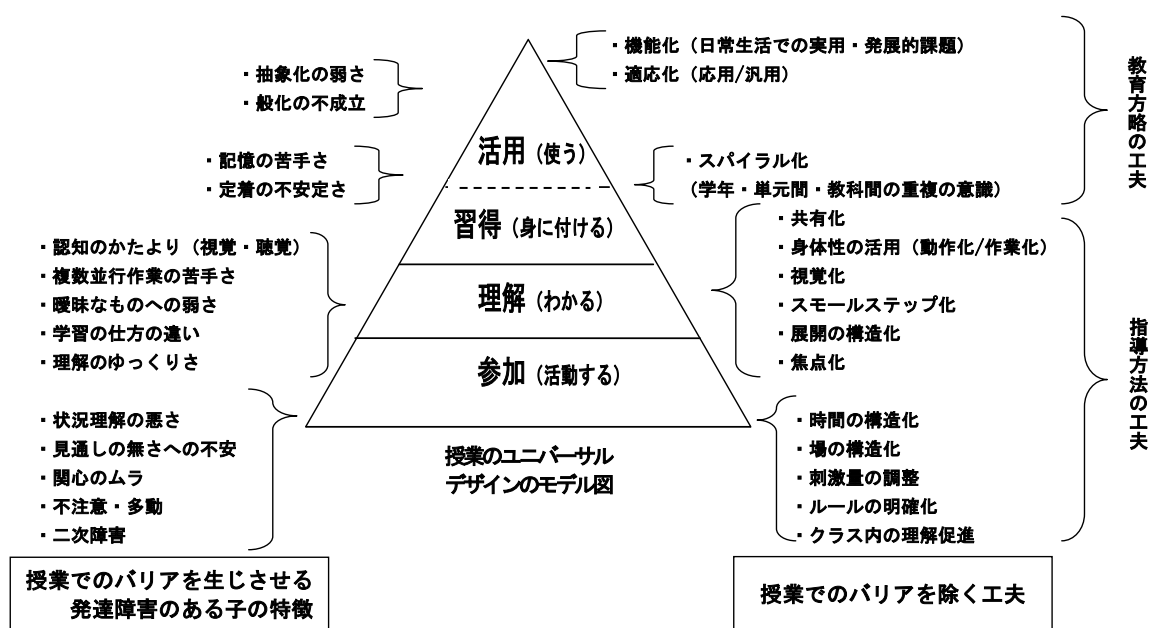 ・抽象化の弱さ
・般化の不成立
・記憶の苦手さ
・定着の不安定さ
・認知のかたより（視覚・聴覚）
・複数並行作業の苦手さ
・曖昧なものへの弱さ
・学習の仕方の違い
・理解のゆっくりさ
・状況理解の悪さ
・見通しの無さへの不安
・関心のムラ
・不注意・多動
・二次障害
授業でのバリアを生じさせる
発達障害のある子の特徴
活用（使う）
習得（身に付ける）
理解（わかる）
参加（活動する）
授業のユニバーサル
デザインのモデル図
・機能化（日常生活での実用・発展的課題）
・適応化（応用/汎用）
・スパイラル化
（学年・単元間・教科間の重複の意識）
・共有化
・身体性の活用（動作化/作業化）
・視覚化
・スモールステップ化
・展開の構造化
・焦点化
・時間の構造化
・場の構造化
・刺激量の調整
・ルールの明確化
・クラス内の理解促進
授業でのバリアを除く工夫
教育方略の工夫
指導方法の工夫